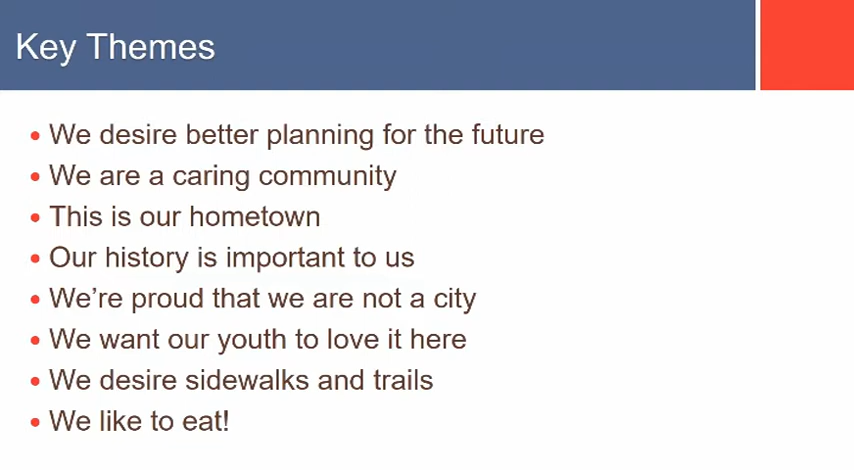 Key Themes
We desire better planning for the future
We are a caring community
This is our hometown
Our history is important to us
We’re proud that we are not a city
We want our youth to love it here
We desire sidewalks and trails
We like to eat!